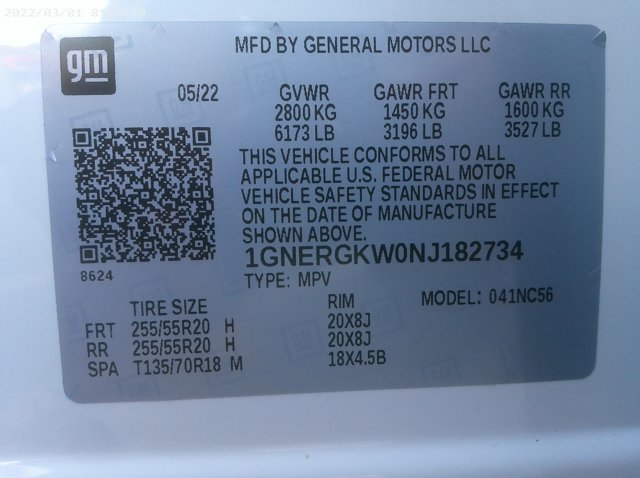 2022/03/01
gm
MFD BY GENERAL MOTORS LLC
05/22 GVWR GAWR FRT GAWR RR
2800 KG 1450 KG 1600 KG
6173 LB 3196 LB 3527 LB
THIS VEHICLE CONFORMS TO ALL
APPLICABLE U.S. FEDERAL MOTOR
VEHICLE SAFETY STANDARDS IN EFFECT
ON THE DATE OF MANUFACTURE
SHOWN ABOVE.
1GNERGKW0NJ182734
8624
TYPE: MPV
MODEL: 041NC56
TIRE SIZE RIM
FRT 255/55R20 H 20X8J
RR 255/55R20 H 20X8J
SPA T135/70R18 M 18X4.5B